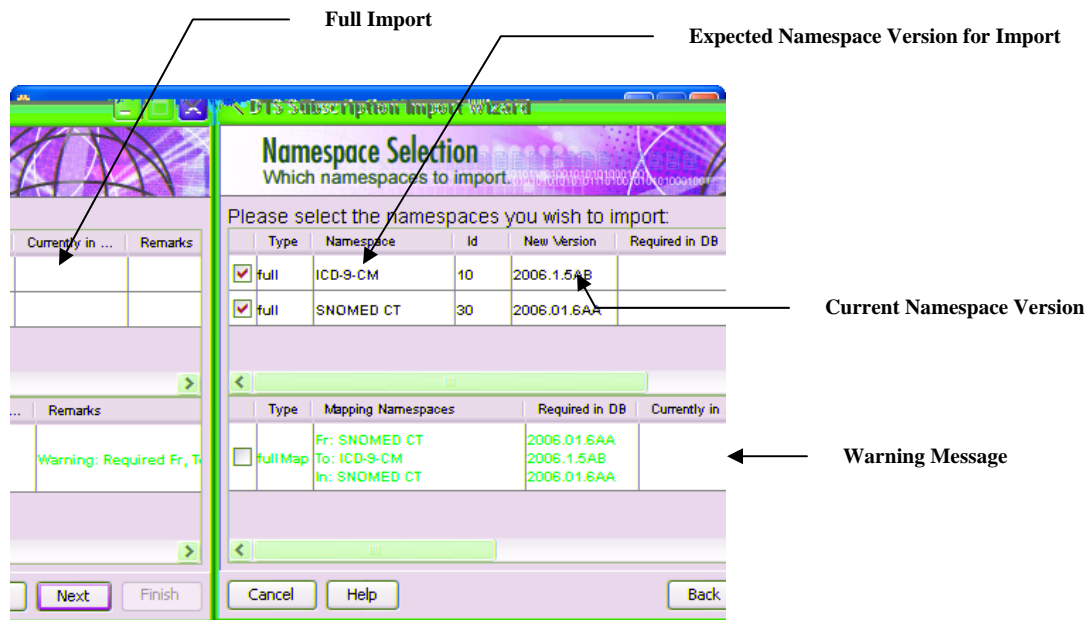 Full Import
Expected Namespace Version for Import
DTS Subscription Import Wizard
Namespace Selection
Which namespaces to import.
Please select the namespaces you wish to import:
Currently in ... Remarks
Type Namespace Id New Version Required in DB
full ICD-9-CM 10 2006.1.5AB
full SNOMED CT 30 2006.01.6AA
Current Namespace Version
... Remarks
Type Mapping Namespaces Required in DB Currently in
Warning: Required Fr, T
full Map
Fr: SNOMED CT 2006.01.6AA
To: ICD-9-CM 2006.1.5AB
In: SNOMED CT 2006.01.6AA
Warning Message
Next Finish
Cancel Help Back